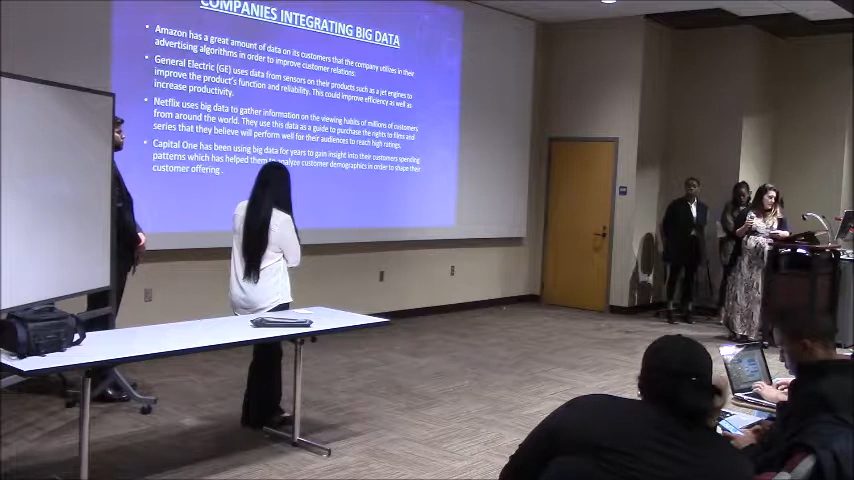 COMPANIES INTEGRATING BIG DATA
• Amazon has a great amount of data on its customers that the company utilizes in their
advertising algorithms in order to improve customer relations.
• General Electric (GE) uses data from sensors on their products such as a jet engines to
improve the product's function and reliability. This could improve efficiency as well as
increase productivity.
• Netflix uses big data to gather information on the viewing habits of millions of customers
from around the world. They use this data as a guide to purchase the rights to films and
series that they believe will perform well for their audiences to reach high ratings.
• Capital One has been using big data for years to gain insight into their customers spending
patterns which has helped them to analyze customer demographics in order to shape their
customer offering.